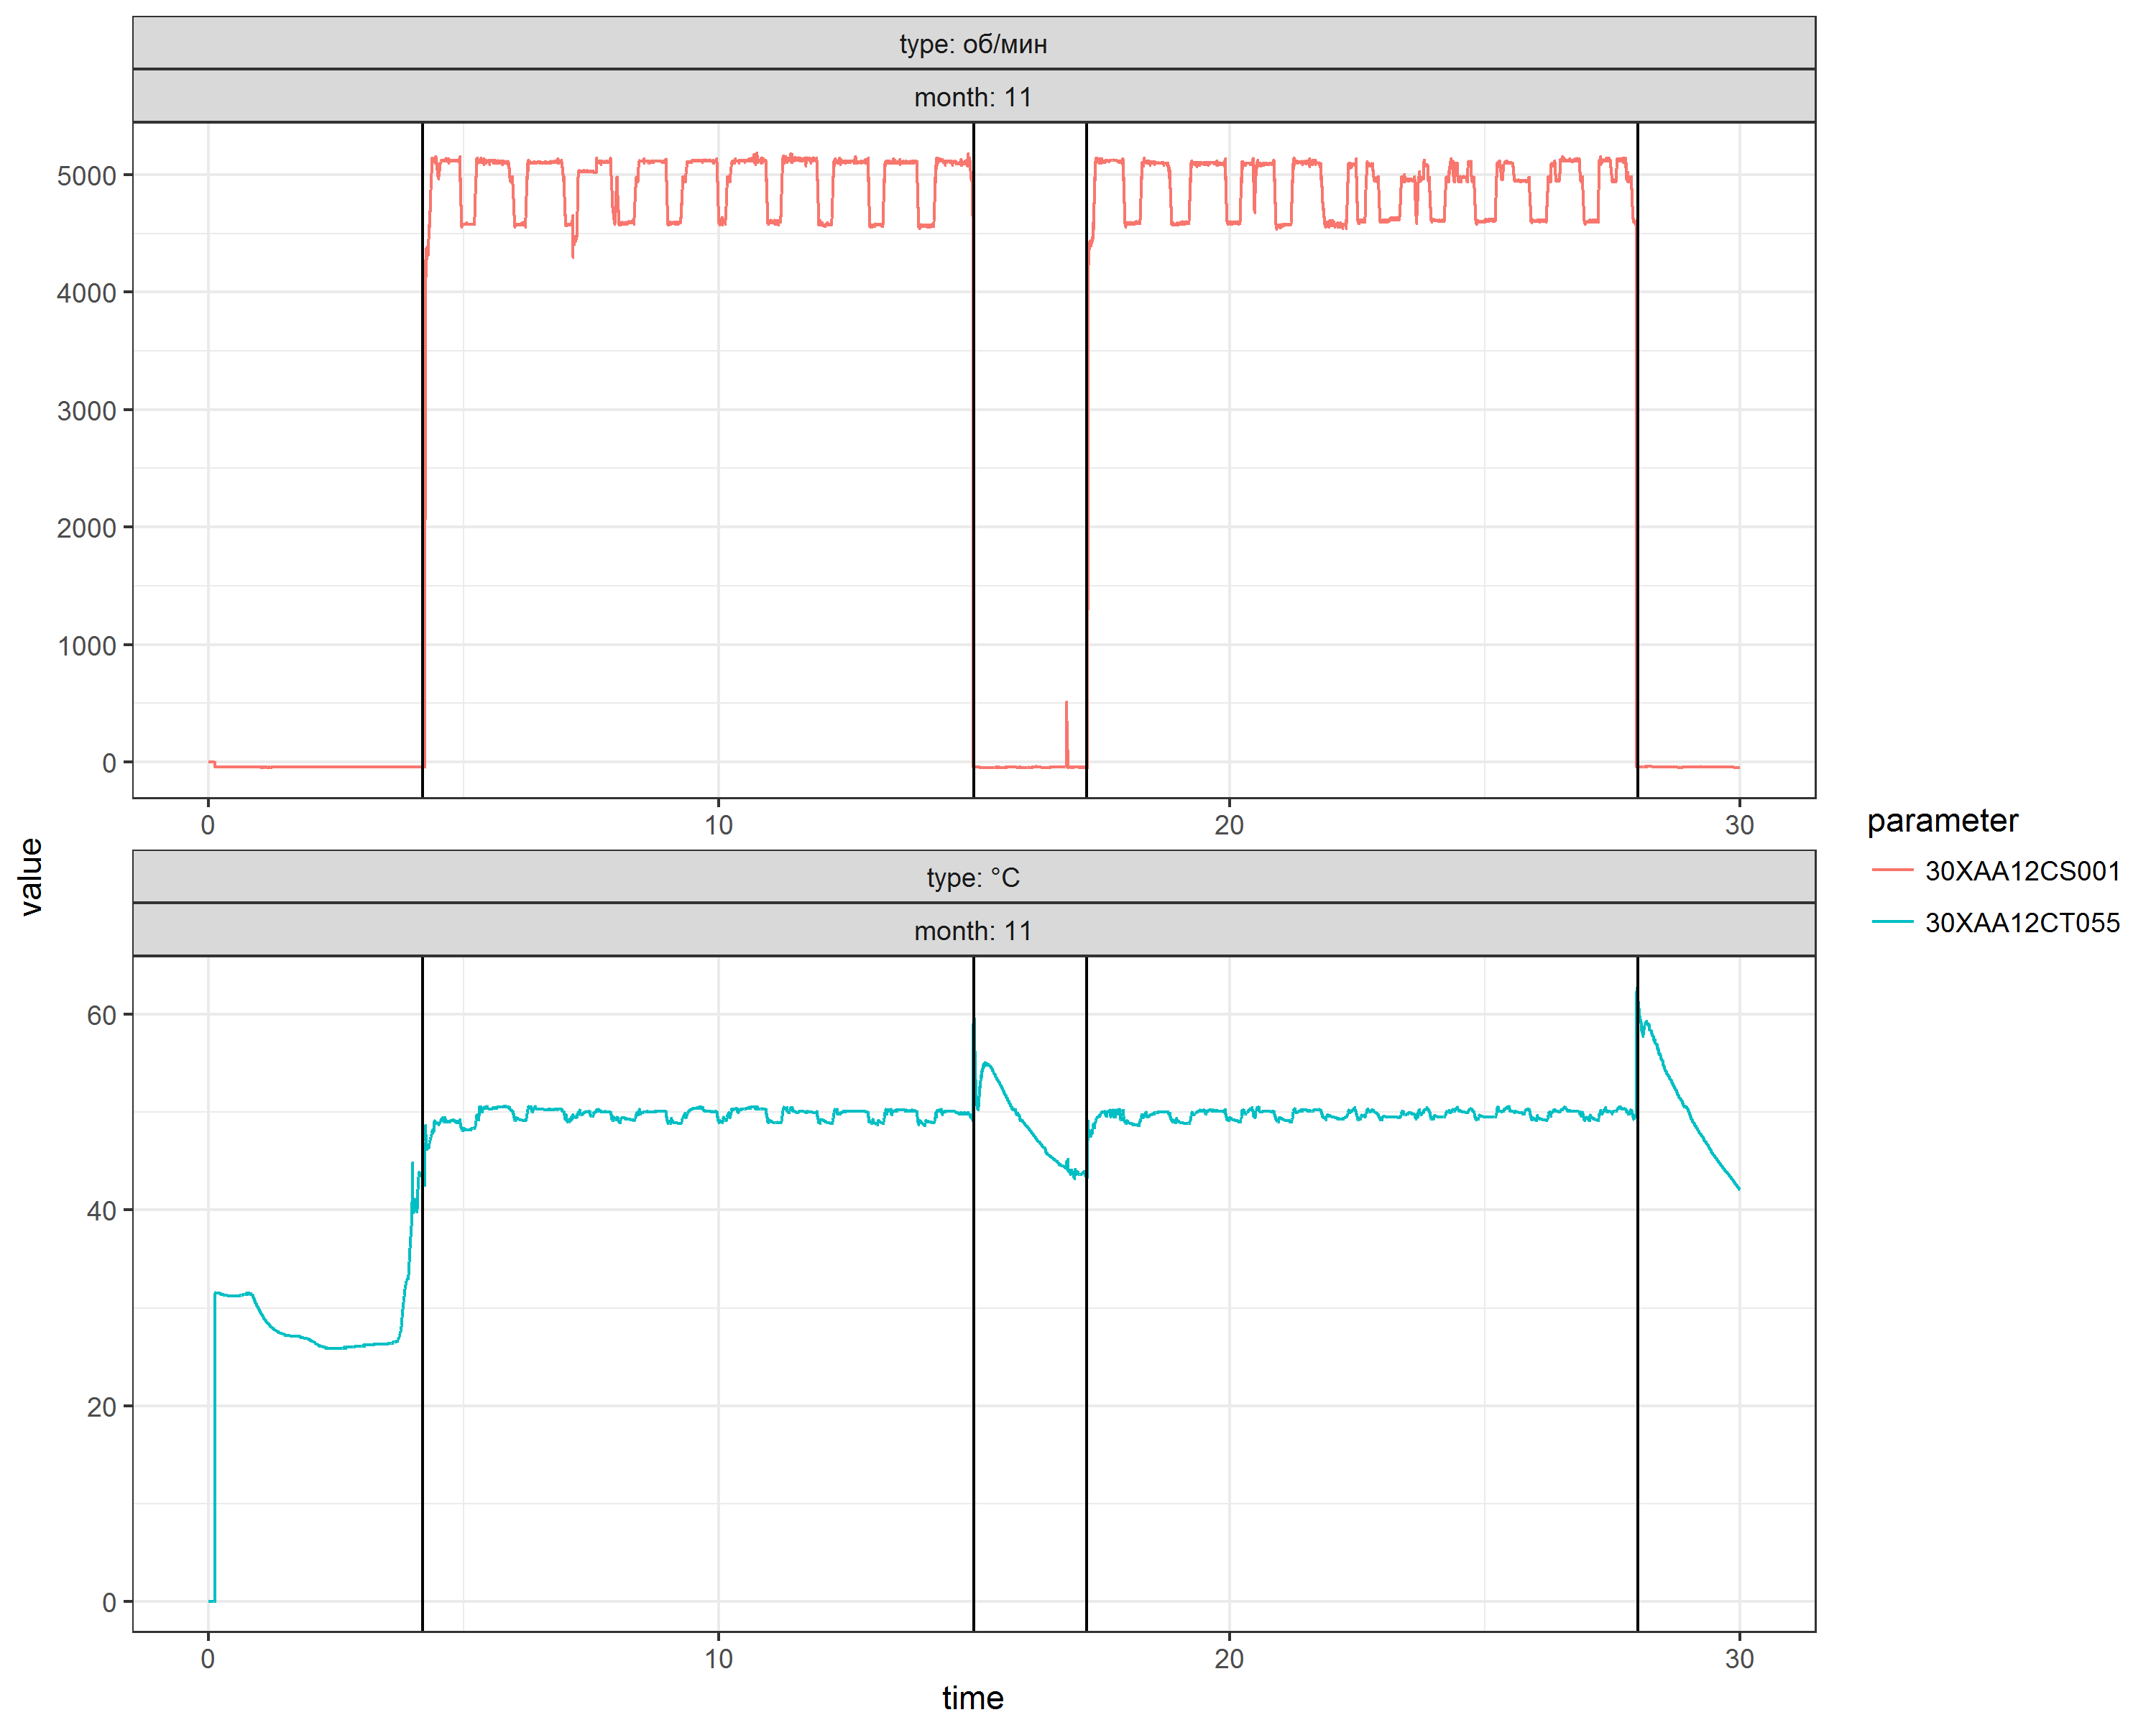 type: об/мин
month: 11
5000
4000
3000
2000
1000
0
0 10 20 30
type: °C
month: 11
60
40
20
0
0 10 20 30
time
value
parameter
30XAA12CS001
30XAA12CT055